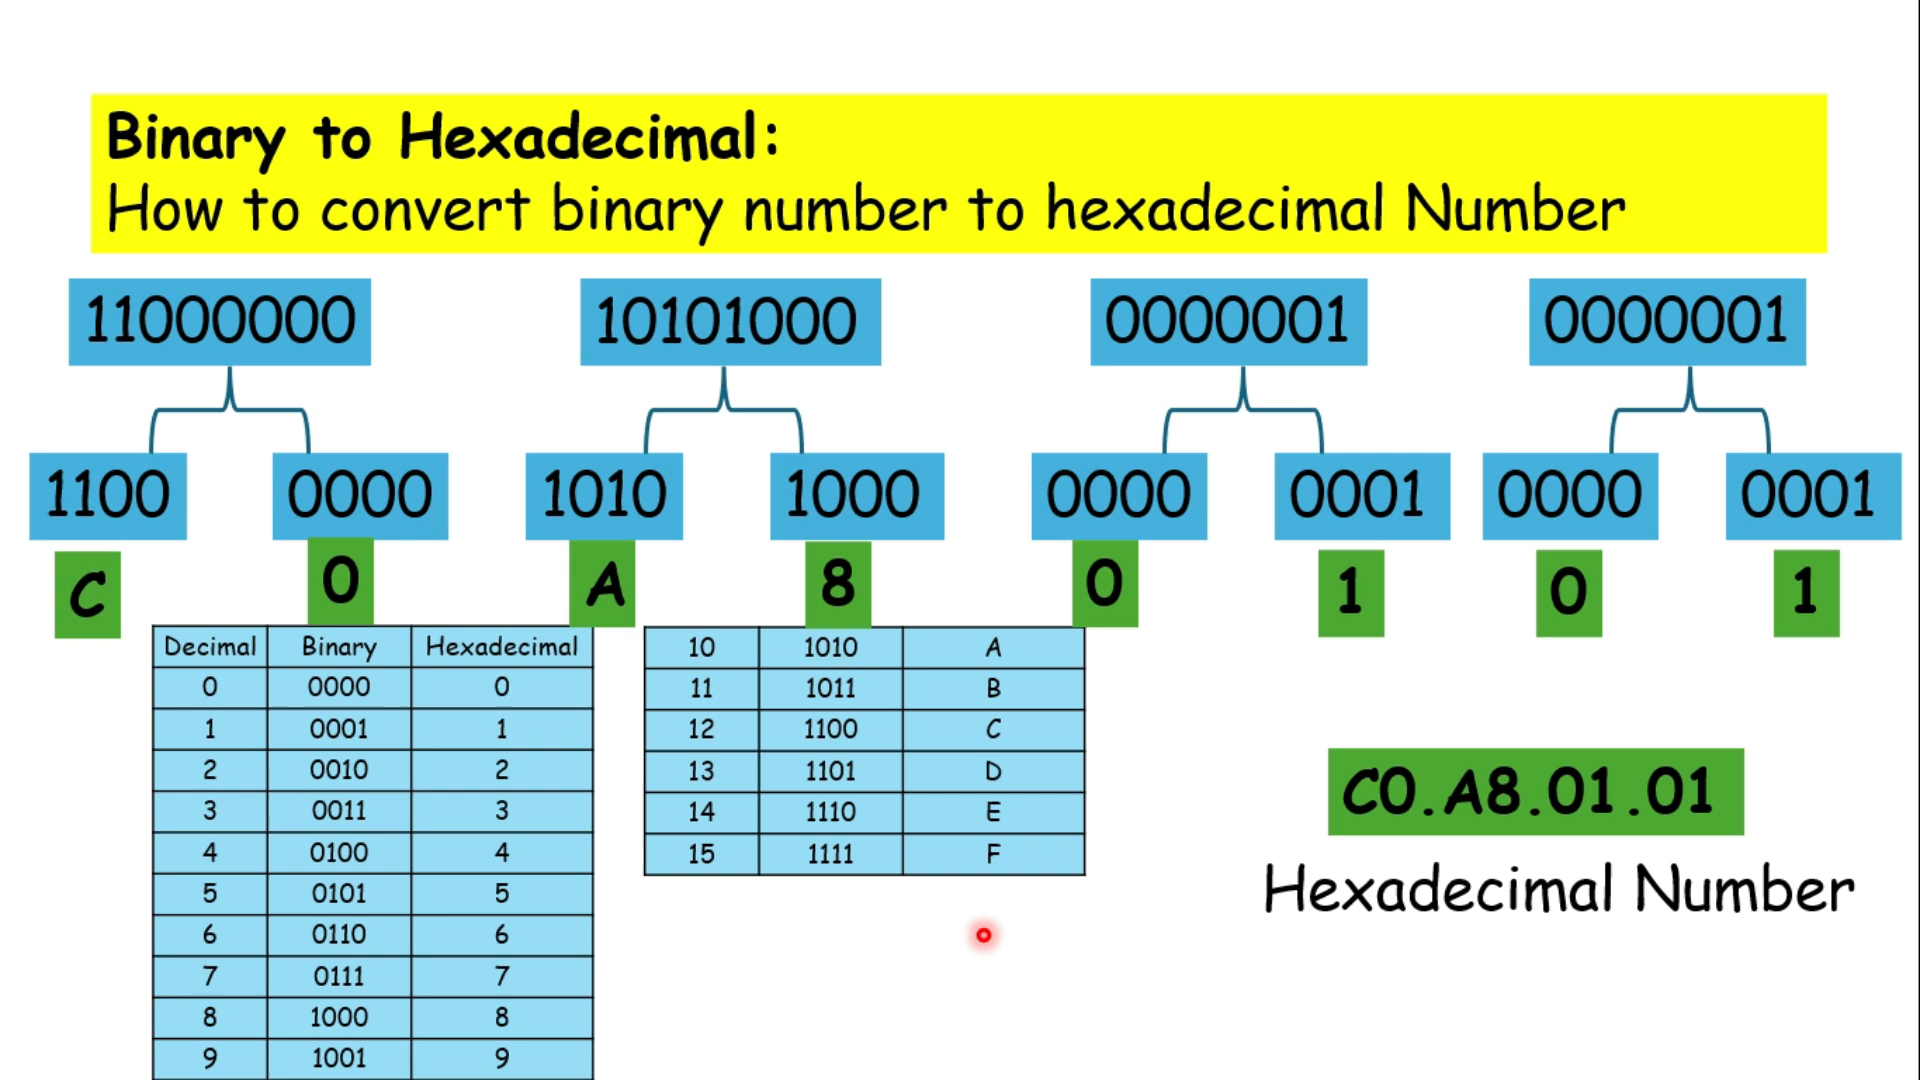 Binary to Hexadecimal:
How to convert binary number to hexadecimal Number
11000000 10101000 0000001 0000001
1100 0000 1010 1000 0000 0001 0000 0001
C 0 A 8 0 1 0 1
Decimal Binary Hexadecimal
0 0000 0
1 0001 1
2 0010 2
3 0011 3
4 0100 4
5 0101 5
6 0110 6
7 0111 7
8 1000 8
9 1001 9
10 1010 A
11 1011 B
12 1100 C
13 1101 D
14 1110 E
15 1111 F
C0.A8.01.01
Hexadecimal Number